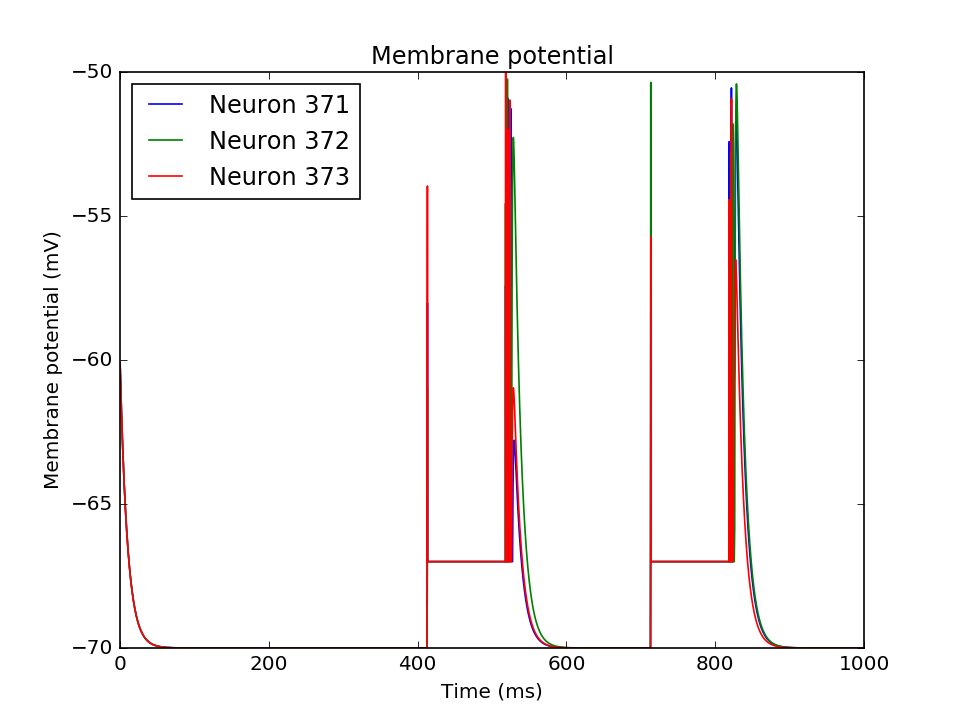 Membrane potential
Membrane potential (mV)
−50
−55
−60
−65
−70
Neuron 371
Neuron 372
Neuron 373
0 200 400 600 800 1000
Time (ms)